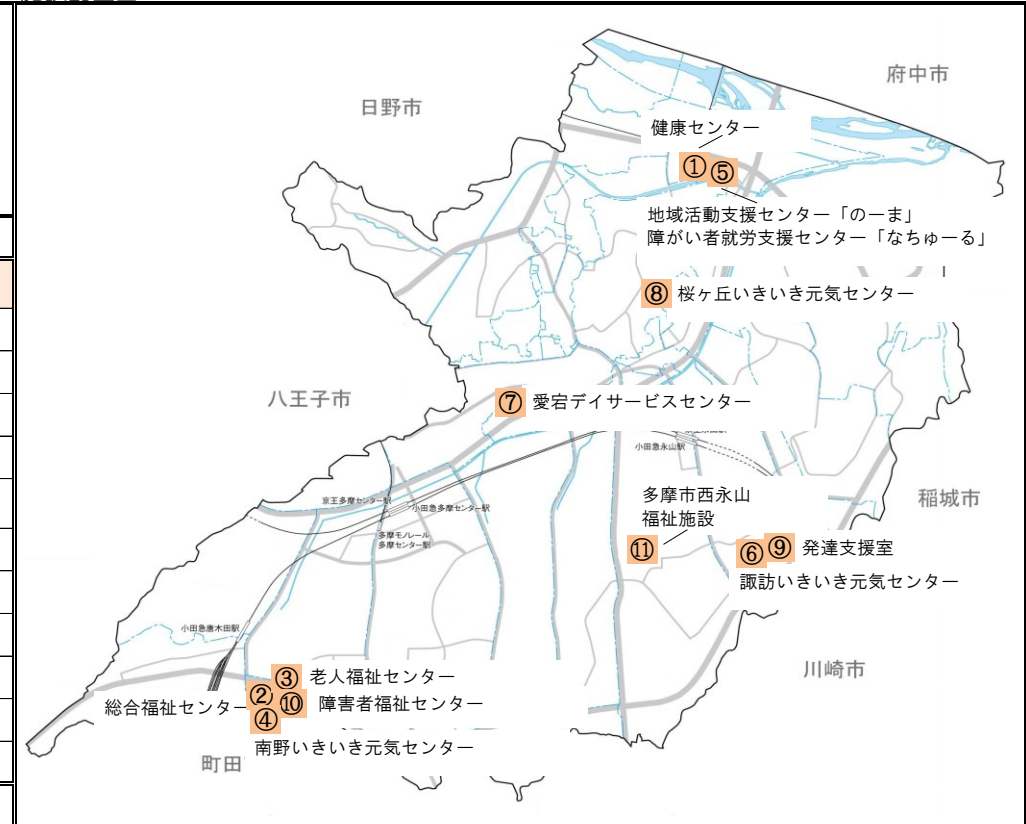 府中市
日野市
健康センター
①
⑤
地域活動支援センター「のーま」
障がい者就労支援センター「なちゅーる」
⑧ 桜ヶ丘いきいき元気センター
八王子市
⑦ 愛宕デイサービスセンター
小田急永山駅
稲城市
多摩市西永山
福祉施設
京王多摩センター駅
小田急多摩センター駅
多摩モノレール
多摩センター駅
⑪
⑥
⑨ 発達支援室
諏訪いきいき元気センター
小田急唐木田駅
川崎市
③ 老人福祉センター
総合福祉センター
②
⑩ 障害者福祉センター
④
南野いきいき元気センター
町田